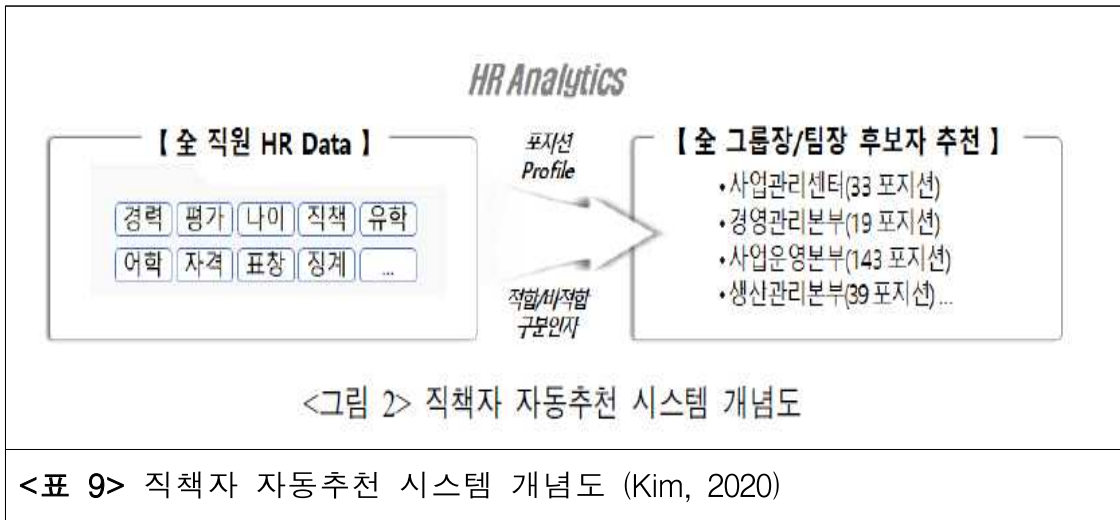 HR Analytics
【 全 직원 HR Data 】
경력 평가 나이 직책 유학
어학 자격 표창 징계 ...
포지션
Profile
적합/비적합
구분인자
【 全 그룹장/팀장 후보자 추천 】
•사업관리센터(33 포지션)
•경영관리본부(19 포지션)
•사업운영본부(143 포지션)
•생산관리본부(39 포지션) ...
<그림 2> 직책자 자동추천 시스템 개념도
<표 9> 직책자 자동추천 시스템 개념도 (Kim, 2020)